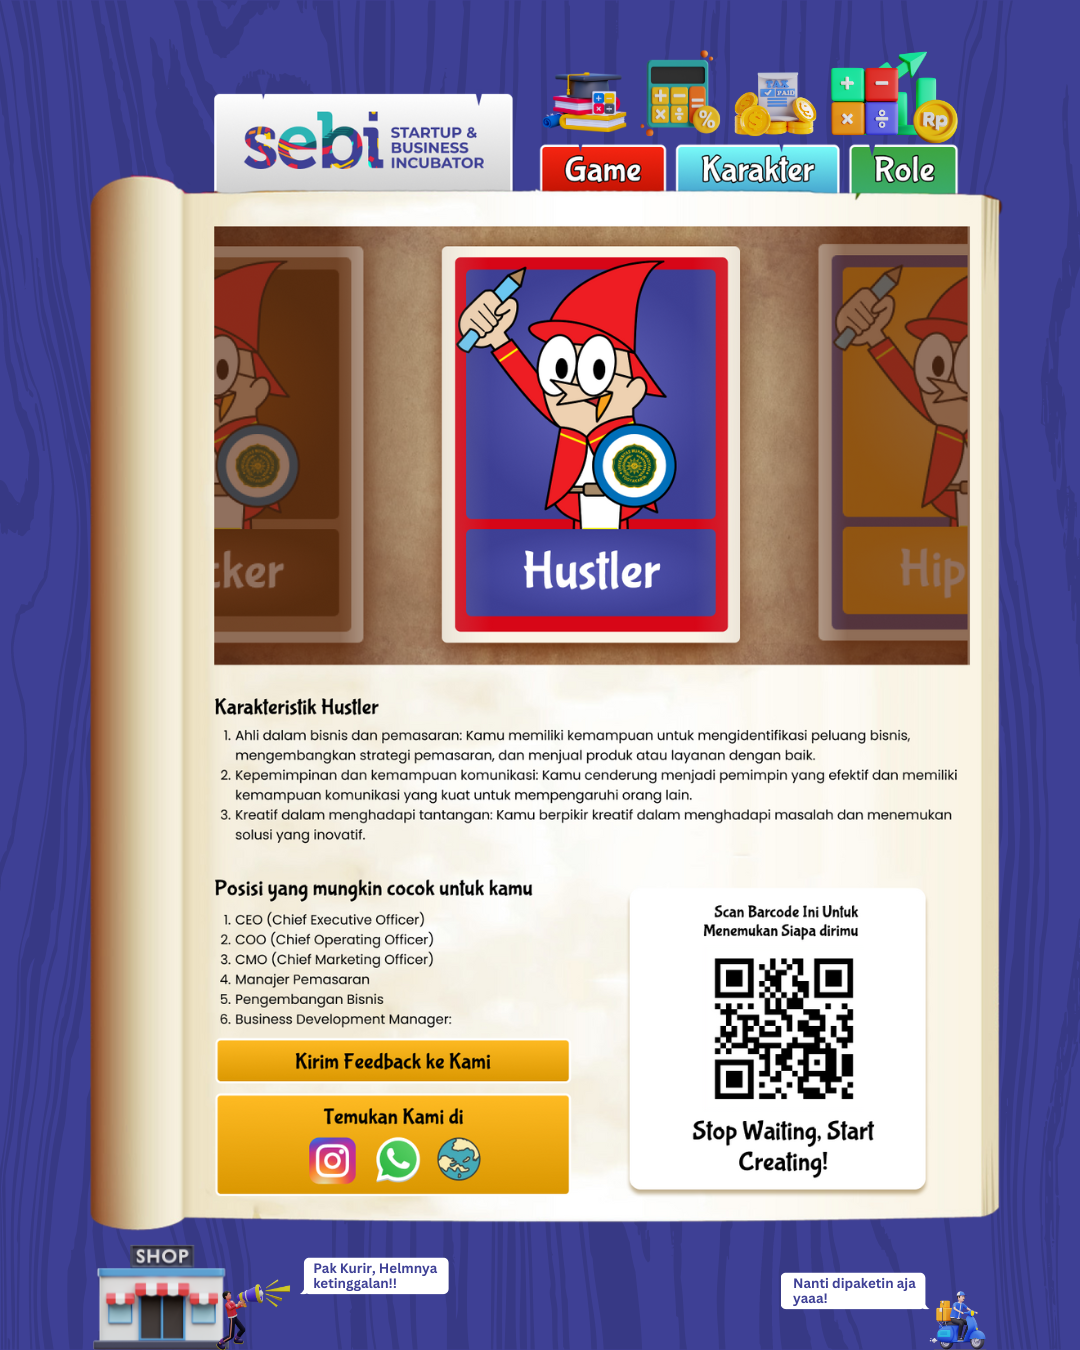 sebi
STARTUP &
BUSINESS
INCUBATOR
TAX
PAID
Rp
Game
Karakter
Role
cker
Hustler
Hip
Karakteristik Hustler
1. Ahli dalam bisnis dan pemasaran: Kamu memiliki kemampuan untuk mengidentifikasi peluang bisnis,
mengembangkan strategi pemasaran, dan menjual produk atau layanan dengan baik.
2. Kepemimpinan dan kemampuan komunikasi: Kamu cenderung menjadi pemimpin yang efektif dan memiliki
kemampuan komunikasi yang kuat untuk mempengaruhi orang lain.
3. Kreatif dalam menghadapi tantangan: Kamu berpikir kreatif dalam menghadapi masalah dan menemukan
solusi yang inovatif.
Posisi yang mungkin cocok untuk kamu
1. CEO (Chief Executive Officer)
2. COO (Chief Operating Officer)
3. CMO (Chief Marketing Officer)
4. Manajer Pemasaran
5. Pengembangan Bisnis
6. Business Development Manager:
Kirim Feedback ke Kami
Temukan Kami di
Scan Barcode Ini Untuk
Menemukan Siapa dirimu
Stop Waiting, Start
Creating!
SHOP
Pak Kurir, Helmnya
ketinggalan!!
Nanti dipaketin aja
yaaa!